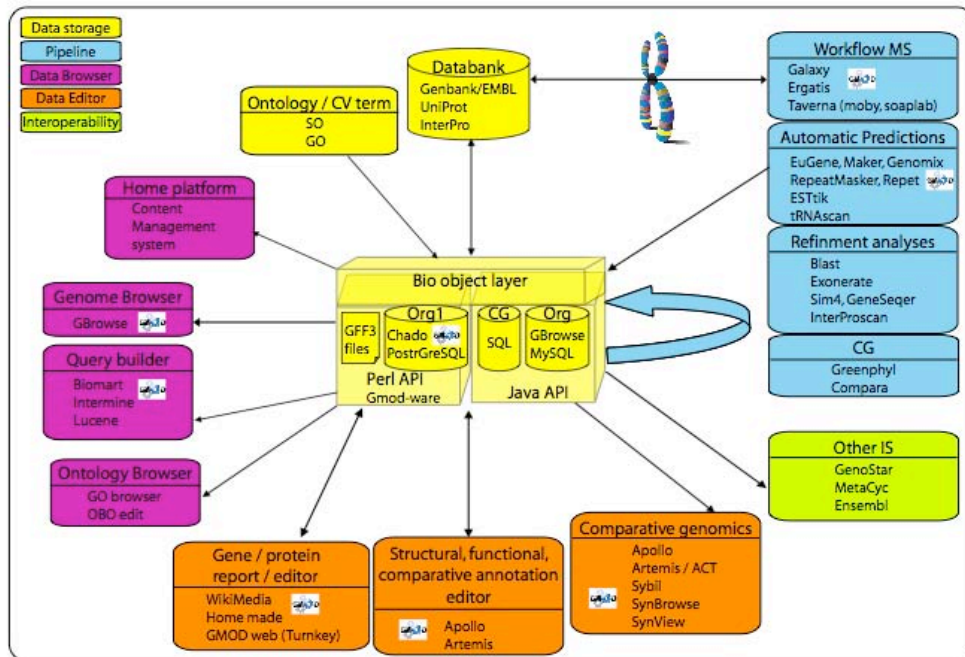 Data storage
Pipeline
Data Browser
Data Editor
Interoperability
Ontology / CV term
SO
GO
Databank
Genbank/EMBL
UniProt
InterPro
Workflow MS
Galaxy
Ergatis
Taverna (moby, soaplab)
Automatic Predictions
EuGene, Maker, Genomix
RepeatMasker, Repet
ESTtik
tRNAscan
Refinment analyses
Blast
Exonerate
Sim4, GeneSeqer
InterProscan
CG
Greenphyl
Compara
Home platform
Content
Management
system
Genome Browser
GBrowse
Query builder
Biomart
Intermine
Lucene
Ontology Browser
GO browser
OBO edit
Bio object layer
GFF3
files
Org1
Chado
PostrGreSQL
Perl API
Gmod-ware
CG
SQL
Org
GBrowse
MySQL
Java API
Other IS
GenoStar
MetaCyc
Ensembl
Gene / protein
report / editor
WikiMedia
Home made
GMOD web (Turnkey)
Structural, functional,
comparative annotation
editor
Apollo
Artemis
Comparative genomics
Apollo
Artemis / ACT
Sybil
SynBrowse
SynView